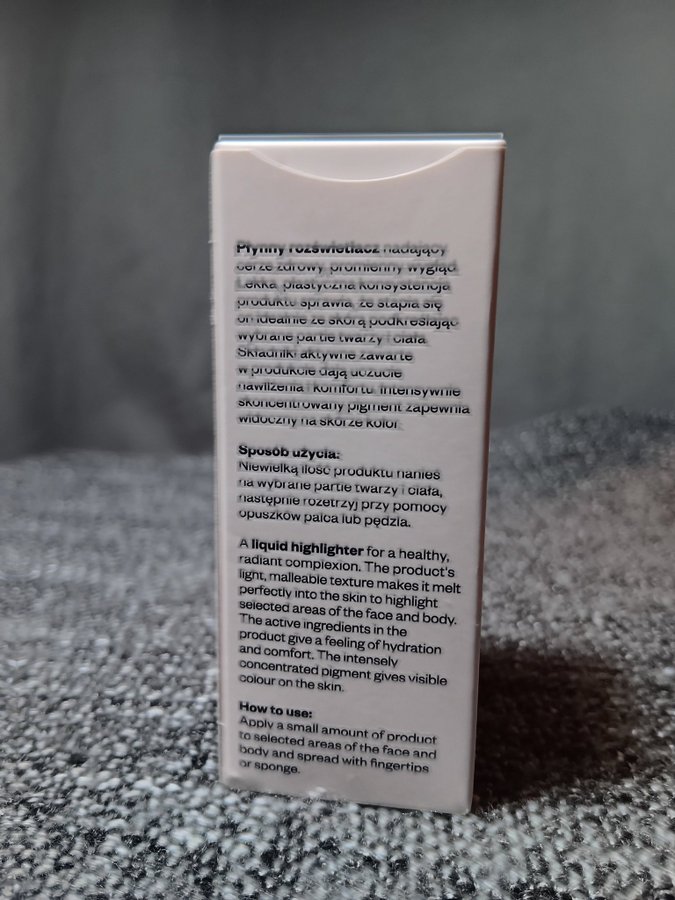 Płynny rozświetlacz nadający
cerze zdrowy, promienny wygląd.
Lekka, plastyczna konsystencja
produktu sprawia, że stapia się
on idealnie ze skórą podkreślając
wybrane partie twarzy i ciała.
Składniki aktywne zawarte
w produkcie dają uczucie
nawilżenia i komfortu. Intensywnie
skoncentrowany pigment zapewnia
widoczny na skórze kolor.
Sposób użycia:
Niewielką ilość produktu nanieś
na wybrane partie twarzy i ciała,
następnie rozetrzyj przy pomocy
opuszków palca lub pędzla.
A liquid highlighter for a healthy,
radiant complexion. The product's
light, malleable texture makes it melt
perfectly into the skin to highlight
selected areas of the face and body.
The active ingredients in the
product give a feeling of hydration
and comfort. The intensely
concentrated pigment gives visible
colour on the skin.
How to use:
Apply a small amount of product
to selected areas of the face and
body and spread with fingertips
or sponge.